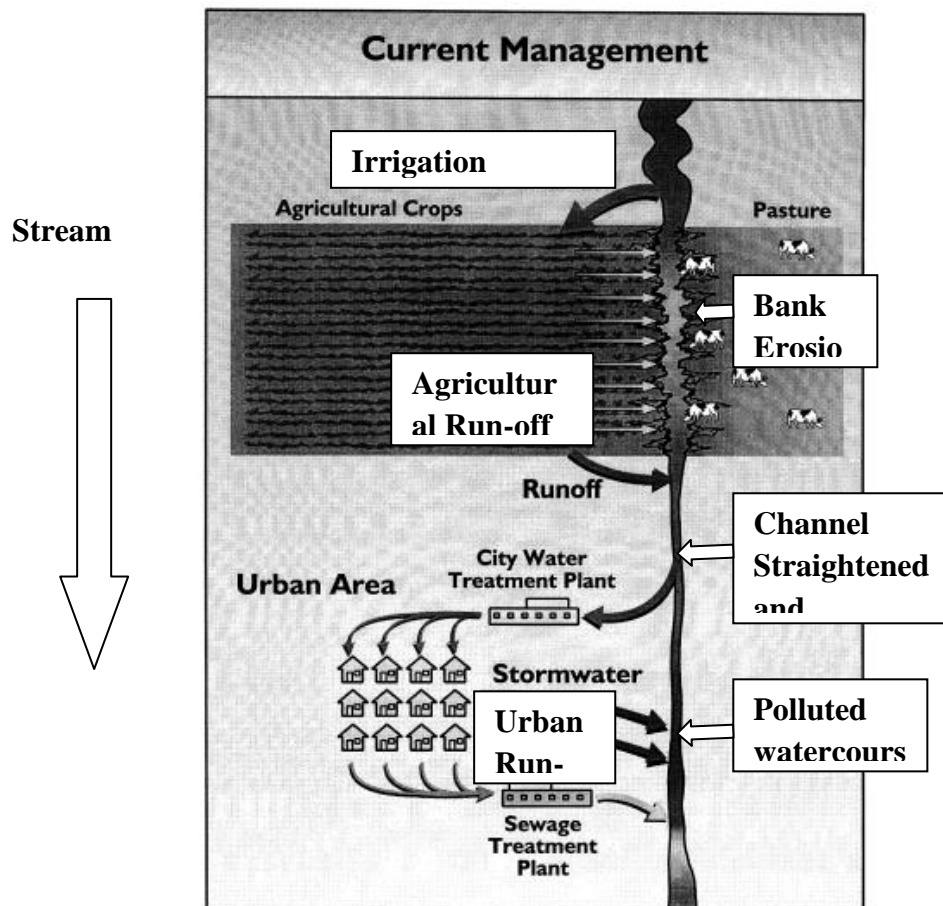 Current Management
Irrigation
Agricultural Crops
Pasture
Stream
Bank
Erosio
Agricultur
al Run-off
Runoff
Channel
Straightened
and
City Water
Treatment Plant
Urban Area
Stormwater
Urban
Run-
Polluted
watercours
Sewage
Treatment
Plant